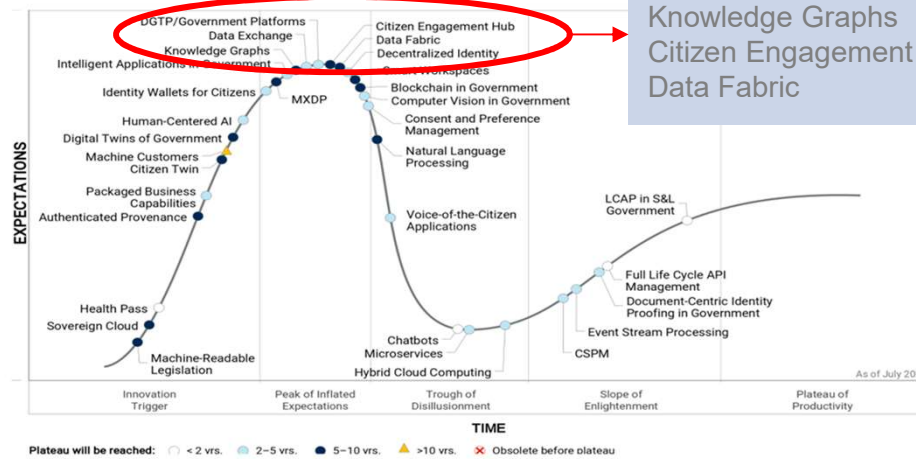 Knowledge Graphs
Citizen Engagement
Data Fabric
DGTP/Government Platforms
Data Exchange
Knowledge Graphs
Intelligent Applications in Government
Identity Wallets for Citizens
Human-Centered AI
Digital Twins of Government
Machine Customers
Citizen Twin
Packaged Business
Capabilities
Authenticated Provenance
Health Pass
Sovereign Cloud
Machine-Readable
Legislation
MXDP
Citizen Engagement Hub
Data Fabric
Decentralized Identity
Workspaces
Blockchain in Government
Computer Vision in Government
Consent and Preference
Management
Natural Language
Processing
Voice-of-the-Citizen
Applications
Chatbots
Microservices
Hybrid Cloud Computing
LCAP in S&L
Government
Full Life Cycle API
Management
Document-Centric Identity
Proofing in Government
Event Stream Processing
CSPM
EXPECTATIONS
As of July 20
Innovation
Trigger
Peak of Inflated
Expectations
Trough of
Disillusionment
Slope of
Enlightenment
Plateau of
Productivity
TIME
Plateau will be reached: < 2 yrs. 2–5 yrs. 5–10 yrs. >10 yrs. Obsolete before plateau